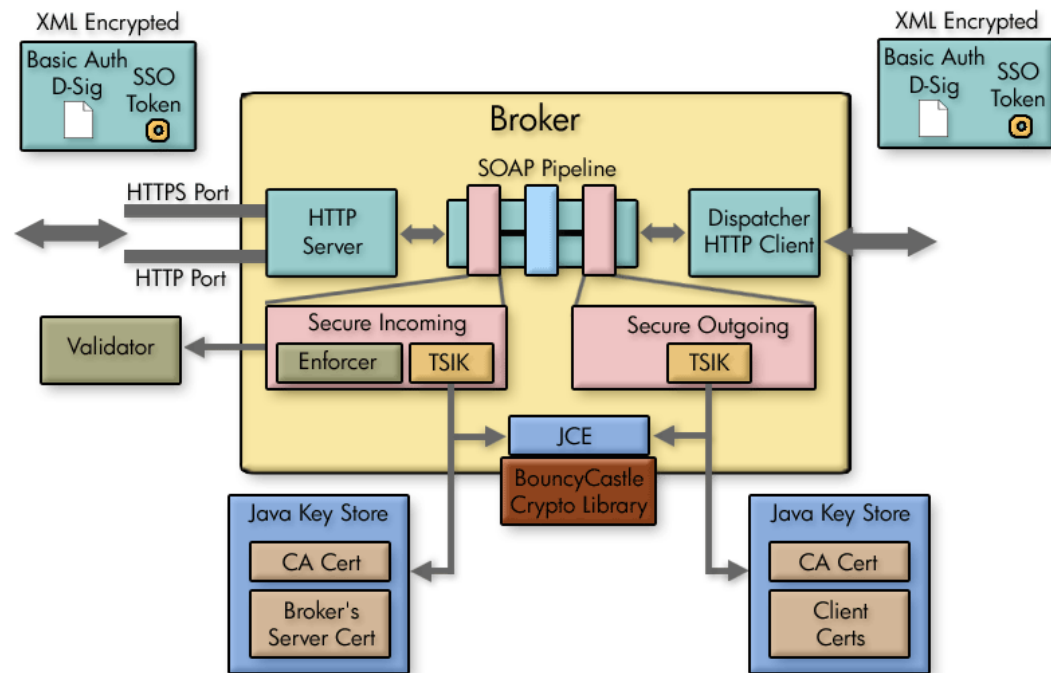 XML Encrypted
Basic Auth
D-Sig
SSO
Token
XML Encrypted
Basic Auth
D-Sig
SSO
Token
Broker
SOAP Pipeline
HTTPS Port
HTTP
Server
HTTP Port
Dispatcher
HTTP Client
Validator
Secure Incoming
Enforcer
TSIK
Secure Outgoing
TSIK
JCE
BouncyCastle
Crypto Library
Java Key Store
CA Cert
Broker's
Server Cert
Java Key Store
CA Cert
Client
Certs